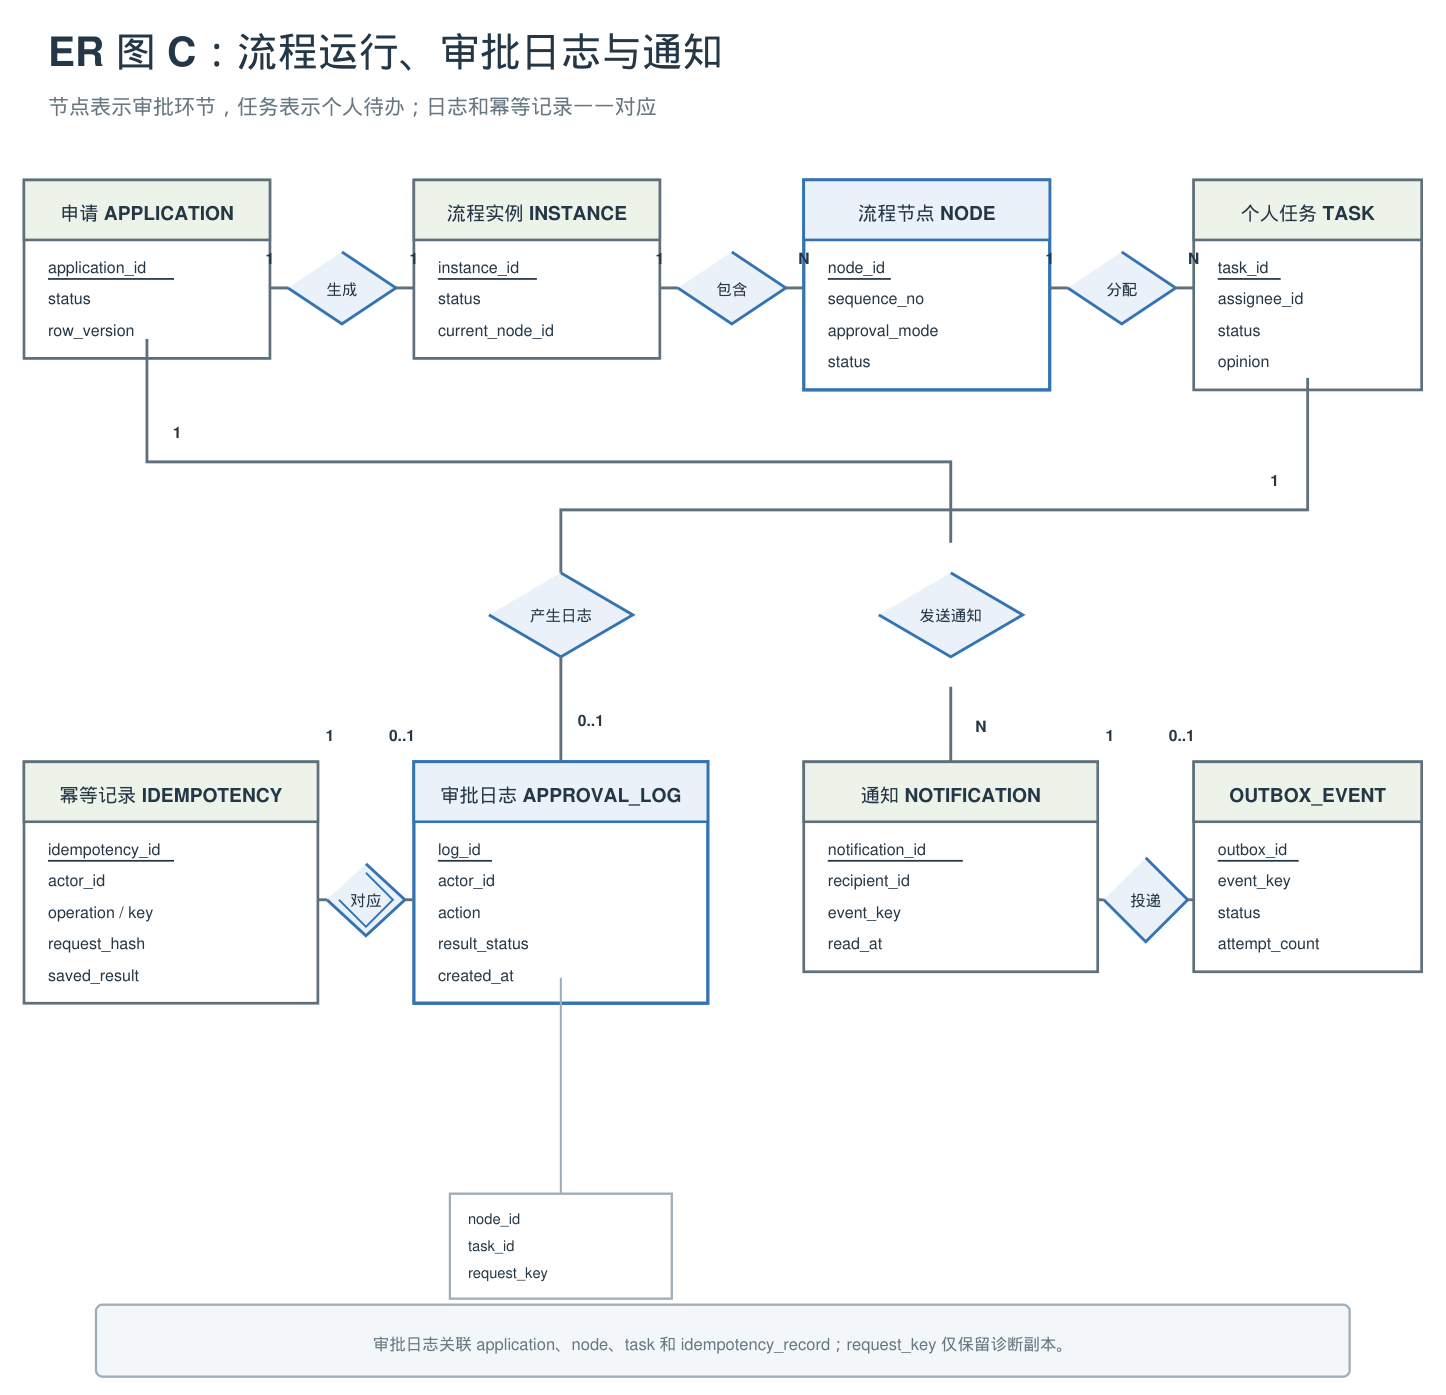 ER 图 C：流程运行、审批日志与通知
节点表示审批环节，任务表示个人待办；日志和幂等记录一一对应
申请 APPLICATION
application_id
status
row_version
1
生成
1
流程实例 INSTANCE
instance_id
status
current_node_id
1
包含
N
流程节点 NODE
node_id
sequence_no
approval_mode
status
1
分配
N
个人任务 TASK
task_id
assignee_id
status
opinion
1
1
产生日志
发送通知
0..1
N
1
0..1
1
0..1
幂等记录 IDEMPOTENCY
idempotency_id
actor_id
operation / key
request_hash
saved_result
对应
审批日志 APPROVAL_LOG
log_id
actor_id
action
result_status
created_at
通知 NOTIFICATION
notification_id
recipient_id
event_key
read_at
投递
OUTBOX_EVENT
outbox_id
event_key
status
attempt_count
node_id
task_id
request_key
审批日志关联 application、node、task 和 idempotency_record；request_key 仅保留诊断副本。